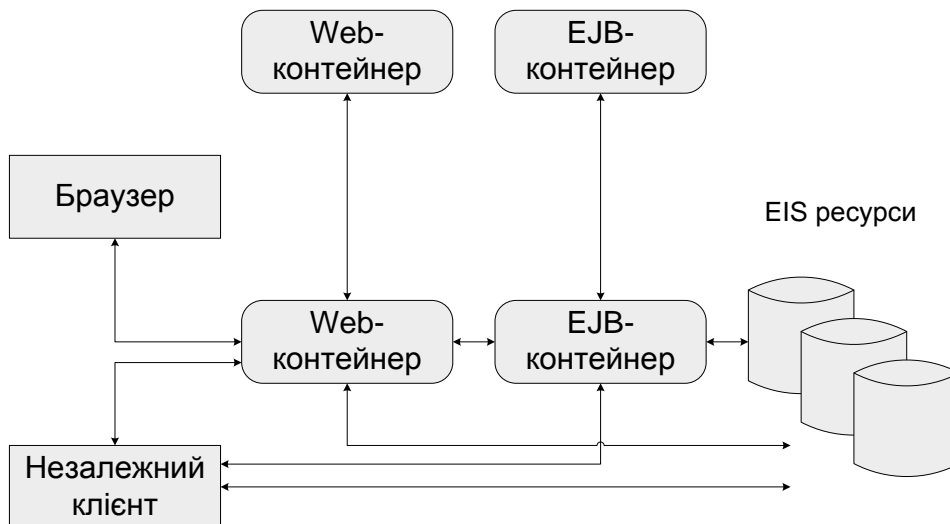 Web-
контейнер
EJB-
контейнер
Браузер
EIS ресурси
Web-
контейнер
EJB-
контейнер
Незалежний
клієнт